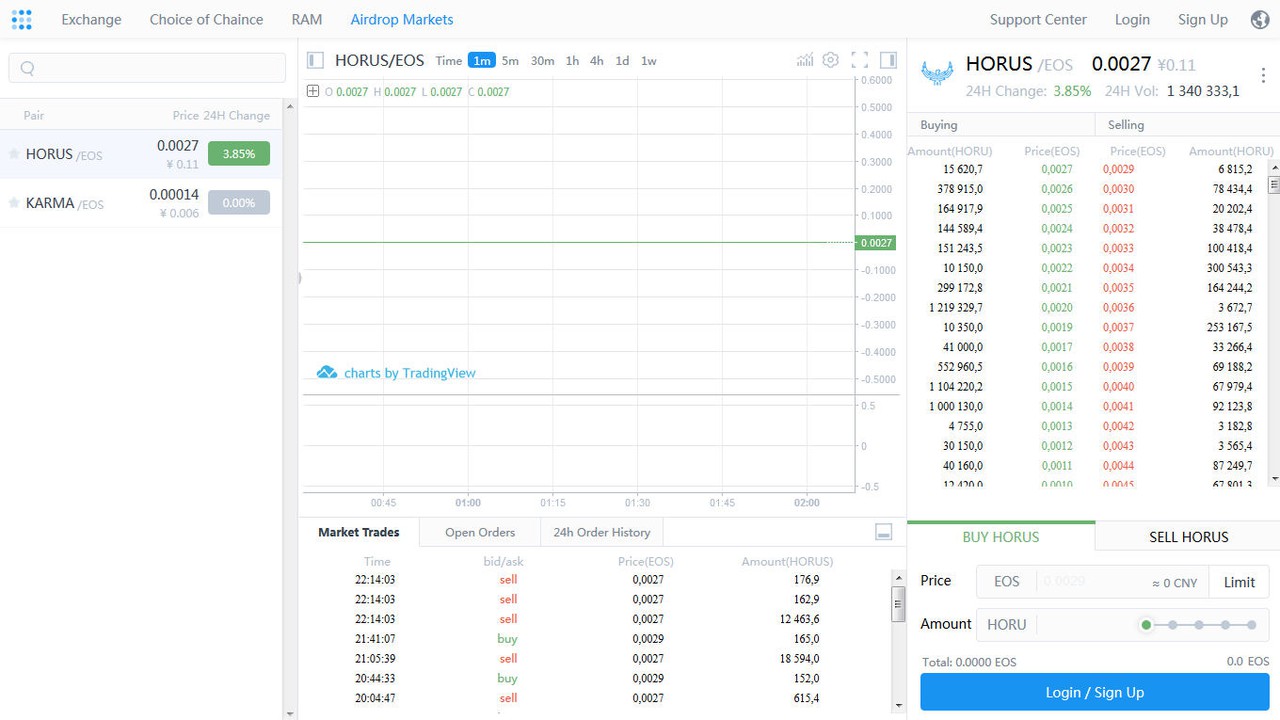 Exchange Choice of Chaince RAM Airdrop Markets Support Center Login Sign Up
Pair Price 24H Change
HORUS /EOS 0.0027 3.85%
¥ 0.11
KARMA /EOS 0.00014 0.00%
¥ 0.006
HORUS/EOS Time 1m 5m 30m 1h 4h 1d 1w
O 0.0027 H 0.0027 L 0.0027 C 0.0027
0.6000
0.5000
0.4000
0.3000
0.2000
0.1000
0.0027
-0.1000
-0.2000
-0.3000
-0.4000
-0.5000
charts by TradingView
0.5
0
-0.5
00:45 01:00 01:15 01:30 01:45 02:00
Market Trades Open Orders 24h Order History
Time bid/ask Price(EOS) Amount(HORUS)
22:14:03 sell 0,0027 176,9
22:14:03 sell 0,0027 162,9
22:14:03 sell 0,0027 12 463,6
21:41:07 buy 0,0029 165,0
21:05:39 sell 0,0027 18 594,0
20:44:33 buy 0,0029 152,0
20:04:47 sell 0,0027 615,4
HORUS /EOS 0.0027 ¥0.11
24H Change: 3.85% 24H Vol: 1 340 333,1
Buying Selling
Amount(HORU) Price(EOS) Price(EOS) Amount(HORU)
15 620,7 0,0027 0,0029 6 815,2
378 915,0 0,0026 0,0030 78 434,4
164 917,9 0,0025 0,0031 20 202,4
144 589,4 0,0024 0,0032 38 478,4
151 243,5 0,0023 0,0033 100 418,4
10 150,0 0,0022 0,0034 300 543,3
299 172,8 0,0021 0,0035 164 244,2
1 219 329,7 0,0020 0,0036 3 672,7
10 350,0 0,0019 0,0037 253 167,5
41 000,0 0,0017 0,0038 33 266,4
552 960,5 0,0016 0,0039 69 188,2
1 104 220,2 0,0015 0,0040 67 979,4
1 000 130,0 0,0014 0,0041 92 123,8
4 755,0 0,0013 0,0042 3 182,8
30 150,0 0,0012 0,0043 3 565,4
40 160,0 0,0011 0,0044 87 249,7
12 420,0 0,0010 0,0045 67 801,3
BUY HORUS SELL HORUS
Price EOS 0.0029 ≈ 0 CNY Limit
Amount HORU
Total: 0.0000 EOS 0.0 EOS
Login / Sign Up